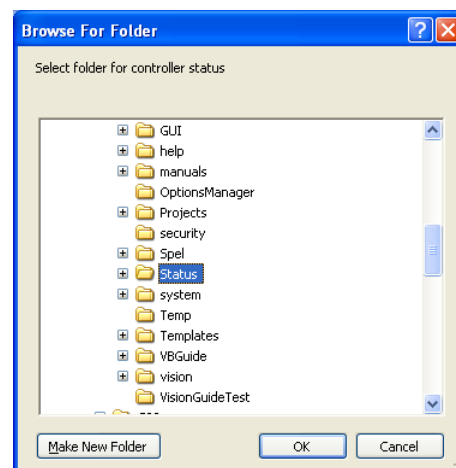 Browse For Folder
Select folder for controller status
GUI
help
manuals
OptionsManager
Projects
security
Spel
Status
system
Temp
Templates
VBGuide
vision
VisionGuideTest
Make New Folder
OK
Cancel